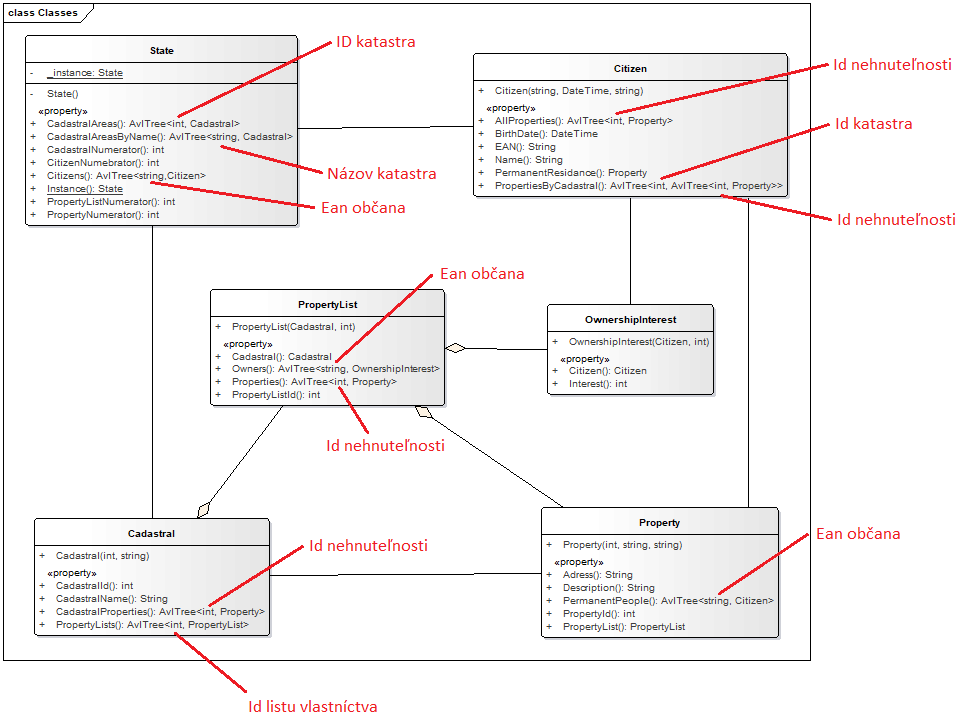 class Classes
State
- _instance: State
- State()
«property»
+ CadastralAreas(): AvlTree<int, Cadastral>
+ CadastralAreasByName(): AvlTree<string, Cadastral>
+ CadastralNumerator(): int
+ CitizenNumebrator(): int
+ Citizens(): AvlTree<string,Citizen>
+ Instance(): State
+ PropertyListNumerator(): int
+ PropertyNumerator(): int
ID katastra
Názov katastra
Ean občana
Citizen
+ Citizen(string, DateTime, string)
«property»
+ AllProperties(): AvlTree<int, Property>
+ BirthDate(): DateTime
+ EAN(): String
+ Name(): String
+ PermanentResidance(): Property
+ PropertiesByCadastral(): AvlTree<int, AvlTree<int, Property>>
Id nehnuteľnosti
Id katastra
Id nehnuteľnosti
Ean občana
PropertyList
+ PropertyList(Cadastral, int)
«property»
+ Cadastral(): Cadastral
+ Owners(): AvlTree<string, OwnershipInterest>
+ Properties(): AvlTree<int, Property>
+ PropertyListId(): int
Id nehnuteľnosti
OwnershipInterest
+ OwnershipInterest(Citizen, int)
«property»
+ Citizen(): Citizen
+ Interest(): int
Cadastral
+ Cadastral(int, string)
«property»
+ CadastralId(): int
+ CadastralName(): String
+ CadastralProperties(): AvlTree<int, Property>
+ PropertyLists(): AvlTree<int, PropertyList>
Id nehnuteľnosti
Id listu vlastníctva
Property
+ Property(int, string, string)
«property»
+ Adress(): String
+ Description(): String
+ PermanentPeople(): AvlTree<string, Citizen>
+ PropertyId(): int
+ PropertyList(): PropertyList
Ean občana